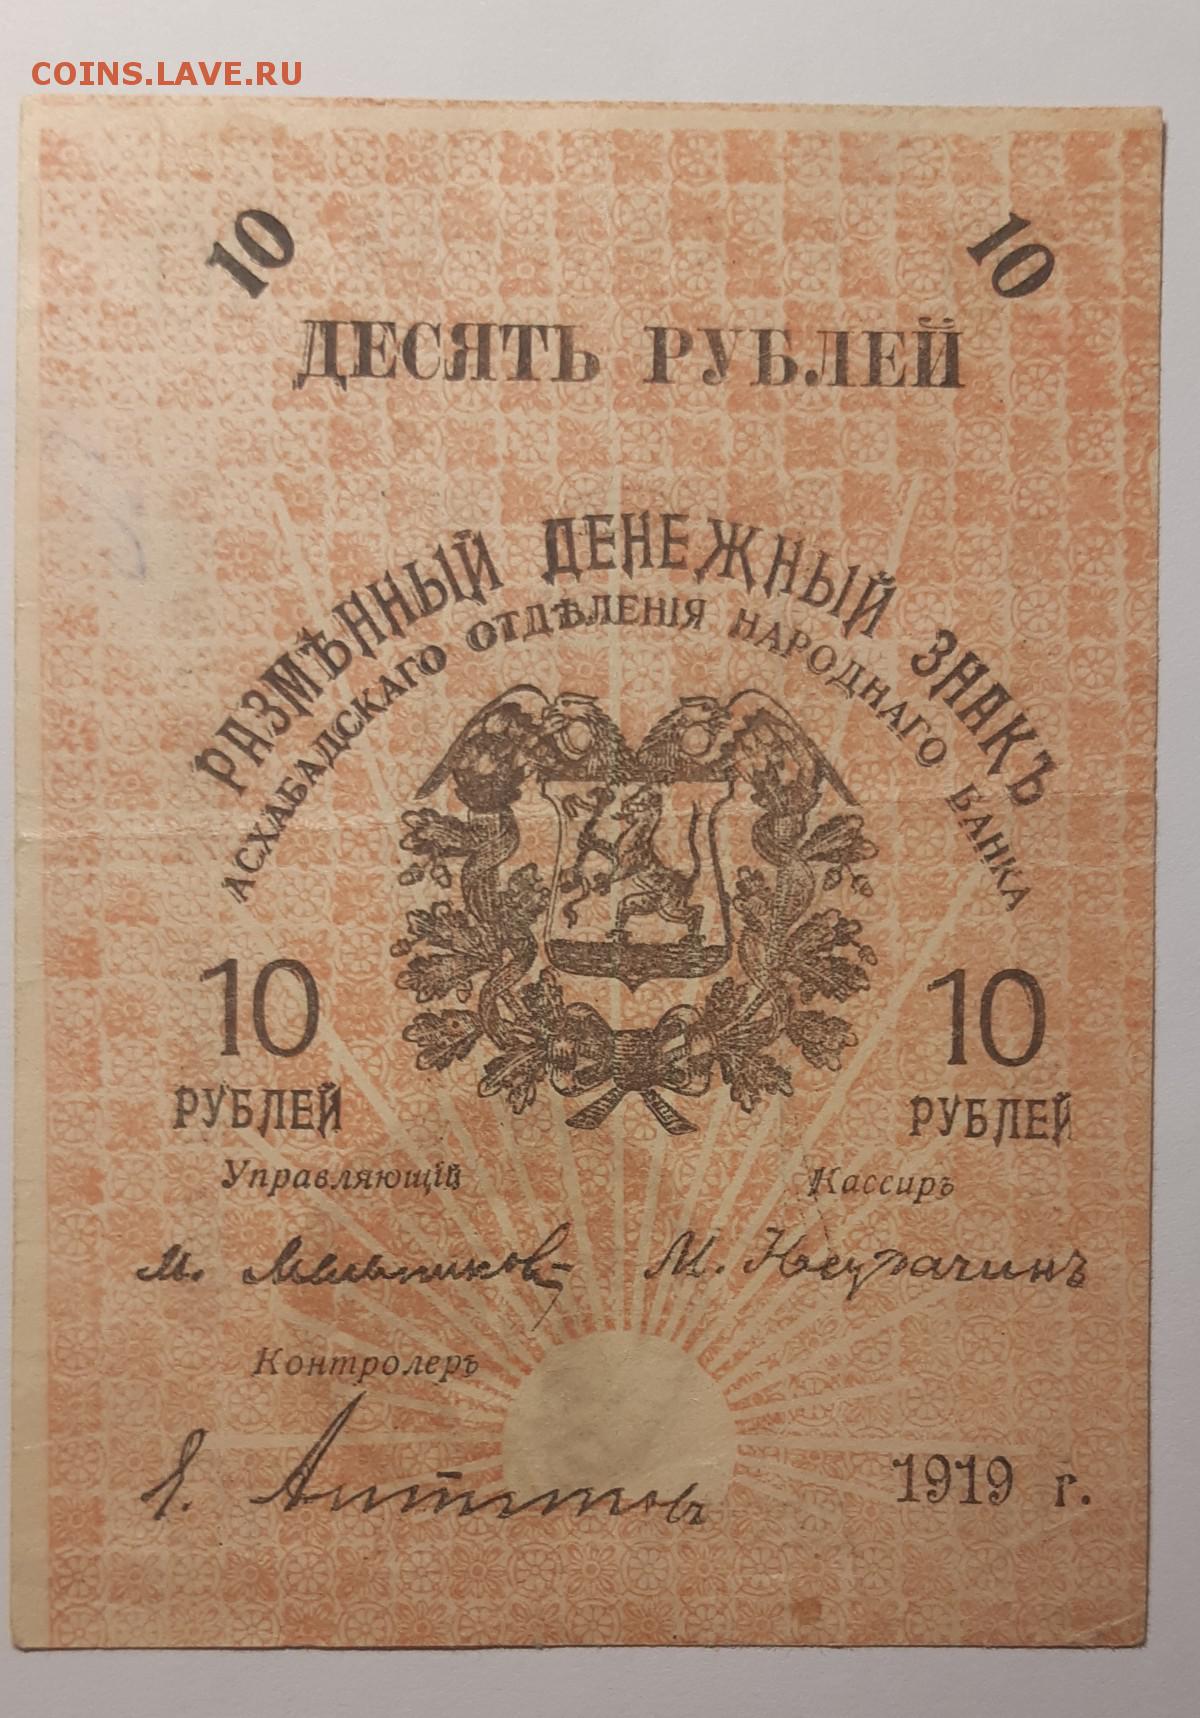 COINS.LAVE.RU
10 10
ДЕСЯТЬ РУБЛЕЙ
РАЗМѢННЫЙ ДЕНЕЖНЫЙ ЗНАКЪ
АСХАБАДСКАГО ОТДѢЛЕНІЯ НАРОДНАГО БАНКА
10 10
РУБЛЕЙ РУБЛЕЙ
Управляющій Кассиръ
М. Мельников М.
Контролеръ
1919 г.